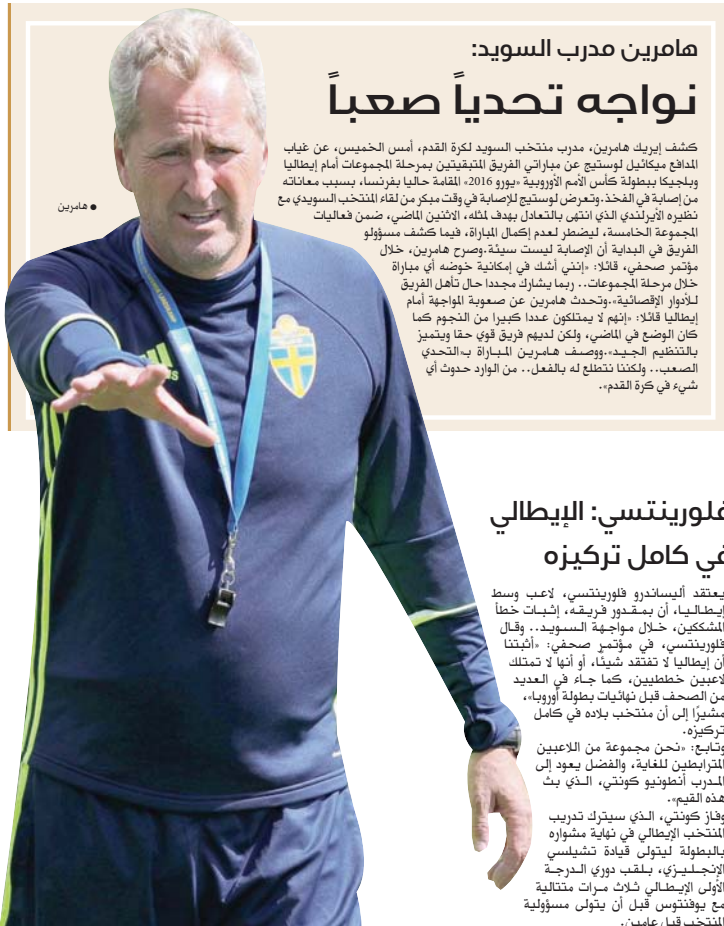 هامرين مدرب السويد:
نواجه تحدياً صعباً
كشف إيريك هامرين، مدرب منتخب السويد لكرة القدم، أمس الخميس، عن غياب
المدافع ميكائيل لوستيج عن مباراتي الفريق المتبقيتين بمرحلة المجموعات أمام إيطاليا
وبلجيكا ببطولة كأس الأمم الأوروبية «يورو 2016» المقامة حاليا بفرنسا، بسبب معاناته
من إصابة في الفخذ.وتعرض لوستيج للإصابة في وقت مبكر من لقاء المنتخب السويدي مع
نظيره الأيرلندي الذي انتهى بالتعادل بهدف لمثله، الاثنين الماضي، ضمن فعاليات
المجموعة الخامسة، ليضطر لعدم إكمال المباراة، فيما كشف مسؤولو
الفريق في البداية أن الإصابة ليست سيئة.وصرح هامرين، خلال
مؤتمر صحفي، قائلا: «إنني أشك في إمكانية خوضه أي مباراة
خلال مرحلة المجموعات.. ربما يشارك مجددا حال تأهل الفريق
للأدوار الإقصائية».وتحدث هامرين عن صعوبة المواجهة أمام
إيطاليا قائلا: «إنهم لا يمتلكون عددا كبيرا من النجوم كما
كان الوضع في الماضي، ولكن لديهم فريق قوي حقا ويتميز
بالتنظيم الجيد».ووصف هامرين المباراة بـ«التحدي
الصعب.. ولكننا نتطلع له بالفعل.. من الوارد حدوث أي
شيء في كرة القدم».
● هامرين
فلورينتسي: الإيطالي
في كامل تركيزه
يعتقد أليساندرو فلورينتسي، لاعب وسط
إيطاليا، أن بمقدور فريقه، إثبات خطأ
المشككين، خلال مواجهة السويد.. وقال
فلورينتسي، في مؤتمر صحفي: «أثبتنا
أن إيطاليا لا تفتقد شيئًا، أو أنها لا تمتلك
لاعبين خططيين، كما جاء في العديد
من الصحف قبل نهائيات بطولة أوروبا»،
مشيرًا إلى أن منتخب بلاده في كامل
تركيزه.
وتابع: «نحن مجموعة من اللاعبين
المترابطين للغاية، والفضل يعود إلى
المدرب أنطونيو كونتي، الذي بث
هذه القيم».
وفاز كونتي، الذي سيترك تدريب
المنتخب الإيطالي في نهاية مشواره
بالبطولة ليتولى قيادة تشيلسي
الإنجليزي، بلقب دوري الدرجة
الأولى الإيطالي ثلاث مرات متتالية
مع يوفنتوس قبل أن يتولى مسؤولية
المنتخب قبل عامين.